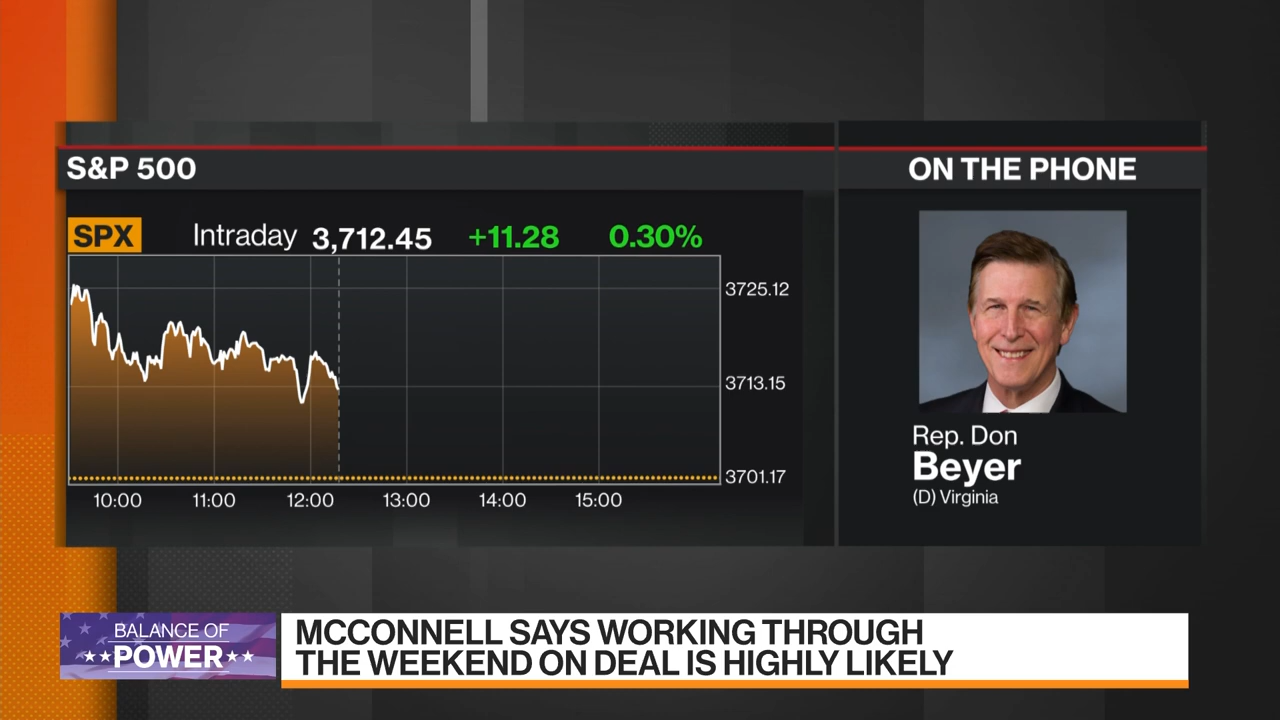 S&P 500
SPX Intraday 3,712.45 +11.28 0.30%
3725.12
3713.15
3701.17
10:00 11:00 12:00 13:00 14:00 15:00
ON THE PHONE
Rep. Don
Beyer
(D) Virginia
BALANCE OF
POWER
MCCONNELL SAYS WORKING THROUGH
THE WEEKEND ON DEAL IS HIGHLY LIKELY